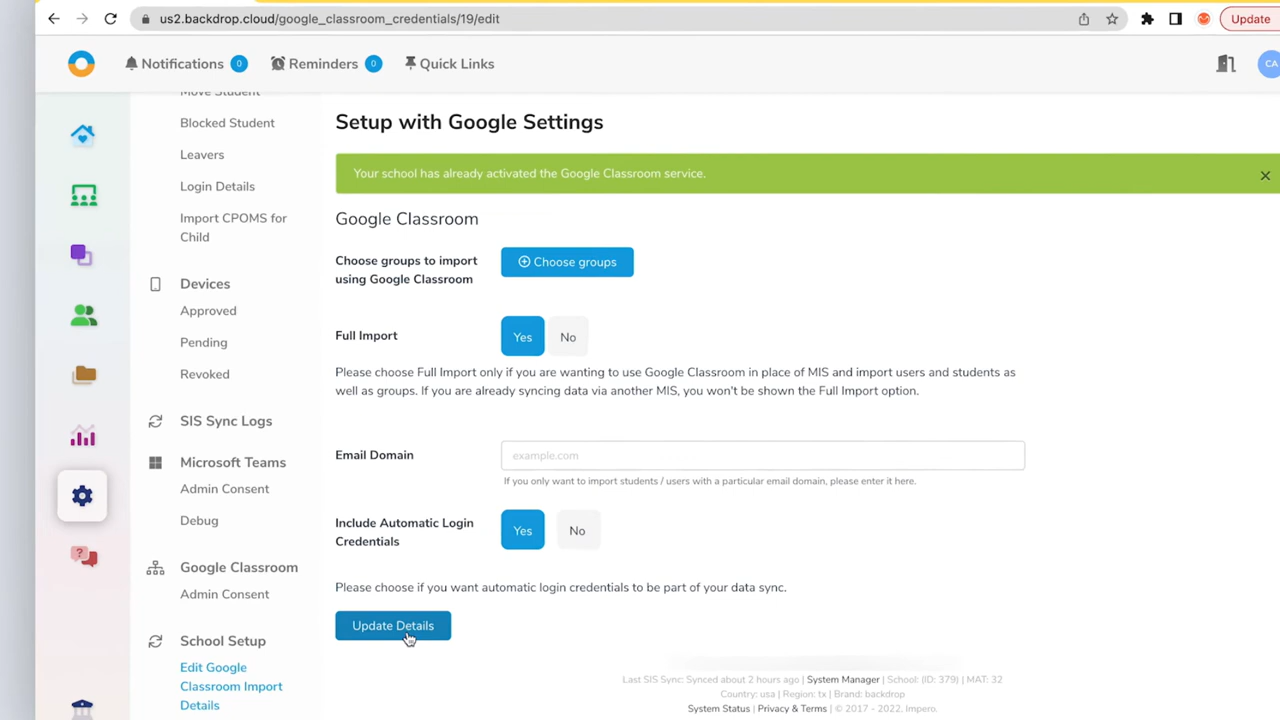 us2.backdrop.cloud/google_classroom_credentials/19/edit
Update
Notifications 0
Reminders 0
Quick Links
CA
Move Student
Blocked Student
Leavers
Login Details
Import CPOMS for
Child
Devices
Approved
Pending
Revoked
SIS Sync Logs
Microsoft Teams
Admin Consent
Debug
Google Classroom
Admin Consent
School Setup
Edit Google
Classroom Import
Details
Setup with Google Settings
Your school has already activated the Google Classroom service.
Google Classroom
Choose groups to import
using Google Classroom
Choose groups
Full Import
Yes
No
Please choose Full Import only if you are wanting to use Google Classroom in place of MIS and import users and students as
well as groups. If you are already syncing data via another MIS, you won't be shown the Full Import option.
Email Domain
example.com
If you only want to import students / users with a particular email domain, please enter it here.
Include Automatic Login
Credentials
Yes
No
Please choose if you want automatic login credentials to be part of your data sync.
Update Details
Last SIS Sync: Synced about 2 hours ago | System Manager | School: (ID: 379) | MAT: 32
Country: usa | Region: tx | Brand: backdrop
System Status | Privacy & Terms | © 2017 - 2022, Impero.